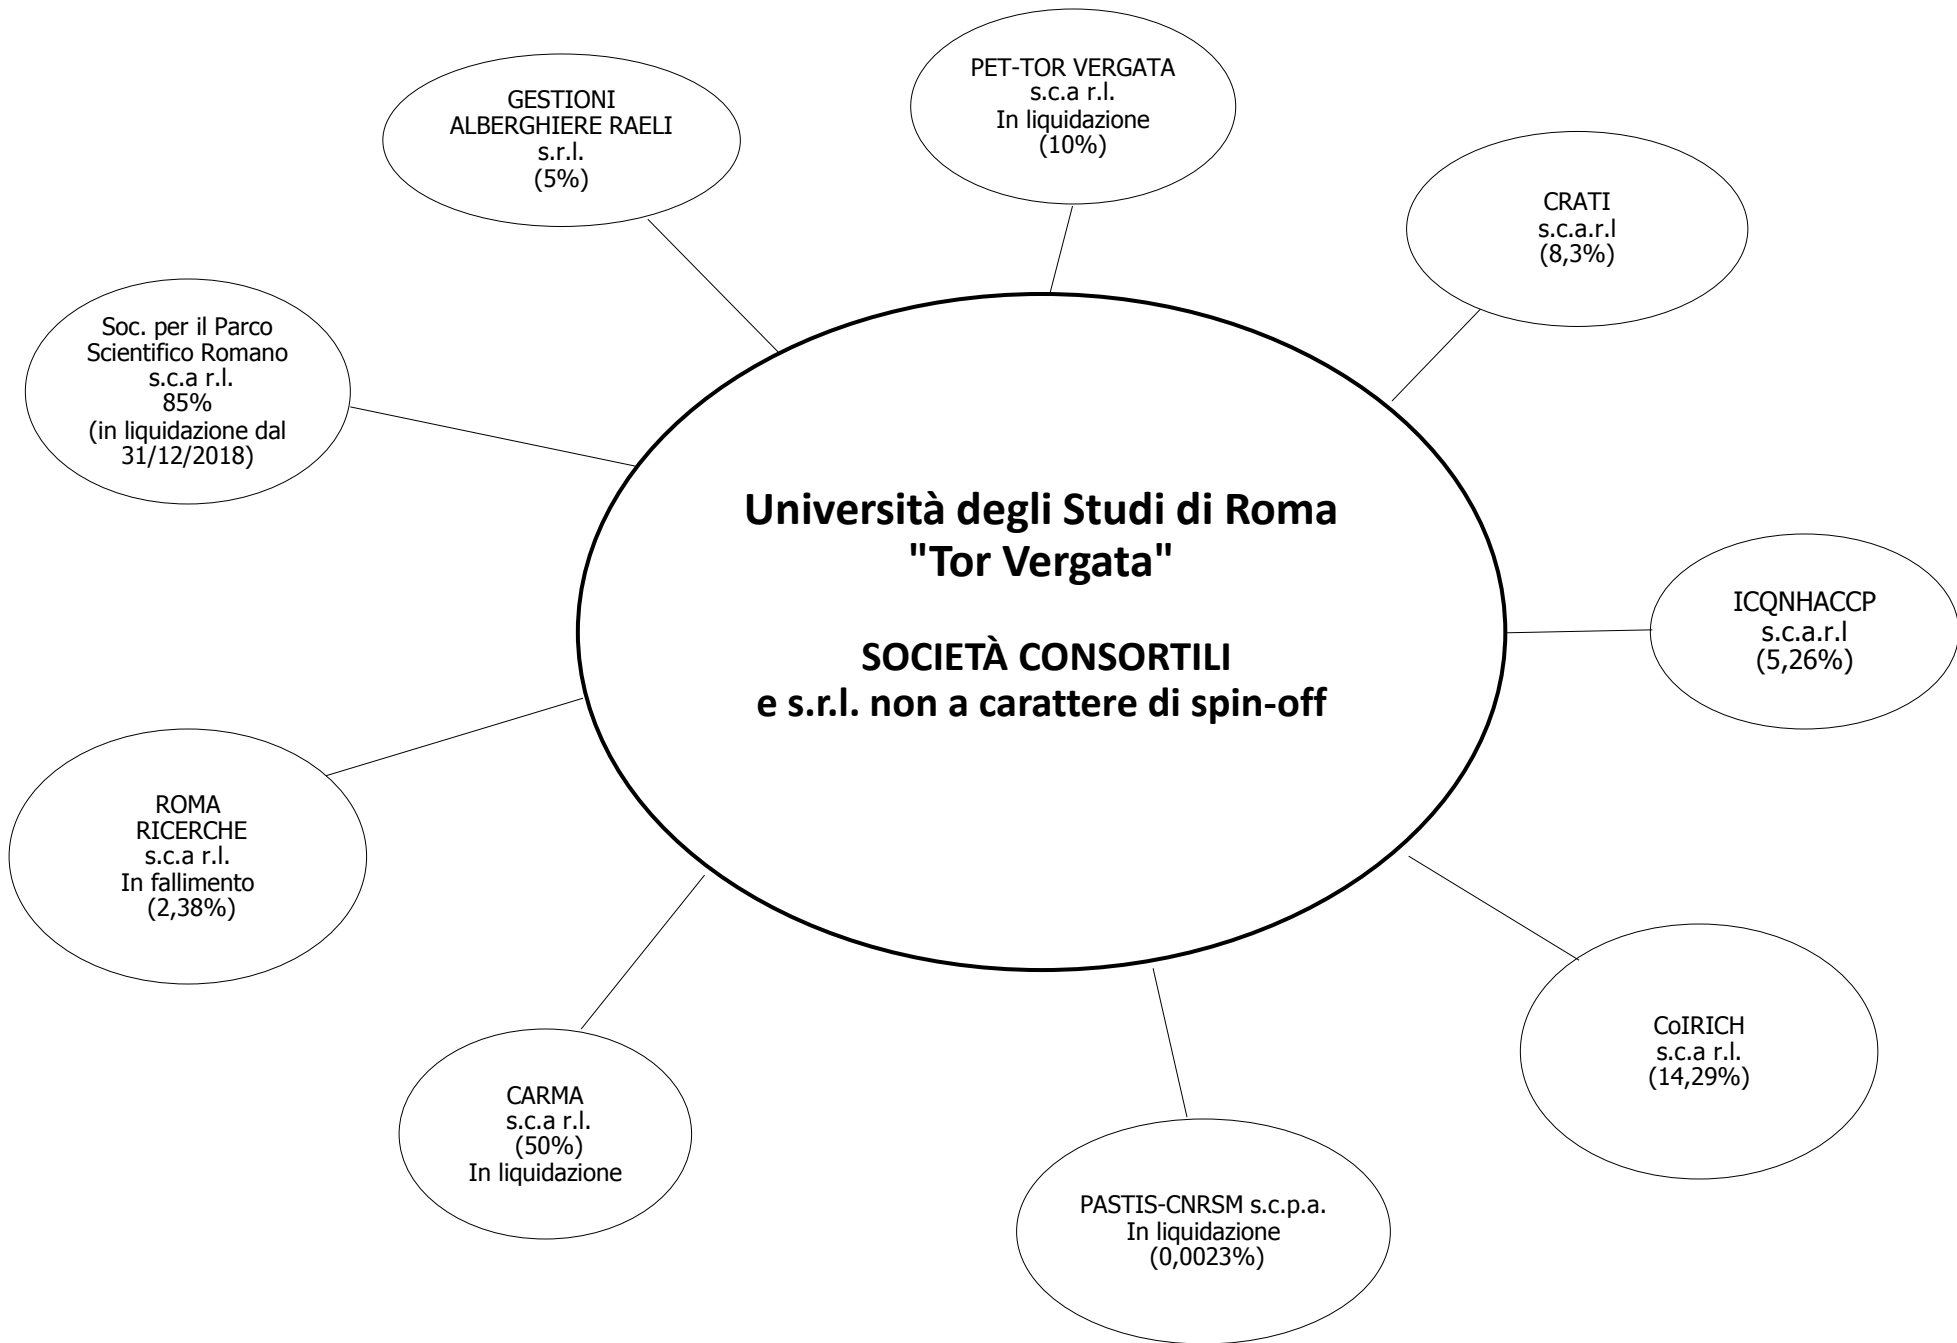 PET-TOR VERGATA
s.c.a r.l.
In liquidazione
(10%)
GESTIONI
ALBERGHIERE RAELI
s.r.l.
(5%)
CRATI
s.c.a.r.l
(8,3%)
Soc. per il Parco
Scientifico Romano
s.c.a r.l.
85%
(in liquidazione dal
31/12/2018)
Università degli Studi di Roma
"Tor Vergata"
SOCIETÀ CONSORTILI
e s.r.l. non a carattere di spin-off
ICQNHACCP
s.c.a.r.l
(5,26%)
ROMA
RICERCHE
s.c.a r.l.
In fallimento
(2,38%)
CoIRICH
s.c.a r.l.
(14,29%)
CARMA
s.c.a r.l.
(50%)
In liquidazione
PASTIS-CNRSM s.c.p.a.
In liquidazione
(0,0023%)